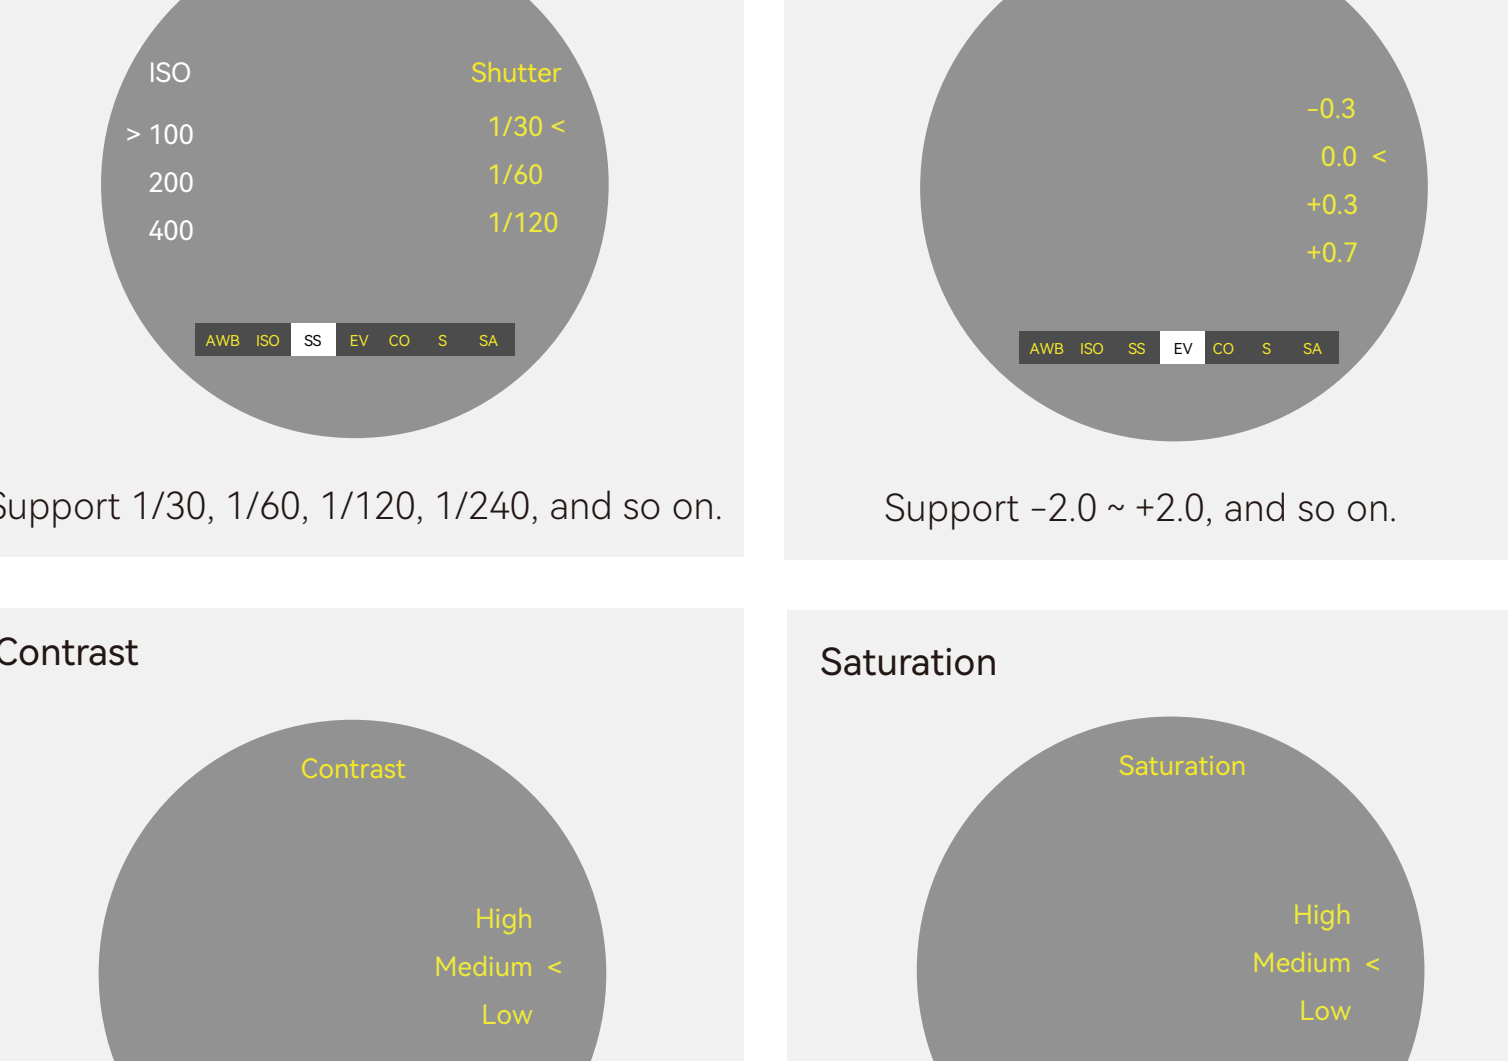 ISO
> 100
200
400
Shutter
1/30 <
1/60
1/120
AWB ISO SS EV CO S SA
Support 1/30, 1/60, 1/120, 1/240, and so on.
-0.3
0.0 <
+0.3
+0.7
AWB ISO SS EV CO S SA
Support -2.0 ~ +2.0, and so on.
Contrast
Contrast
High
Medium <
Low
Saturation
Saturation
High
Medium <
Low